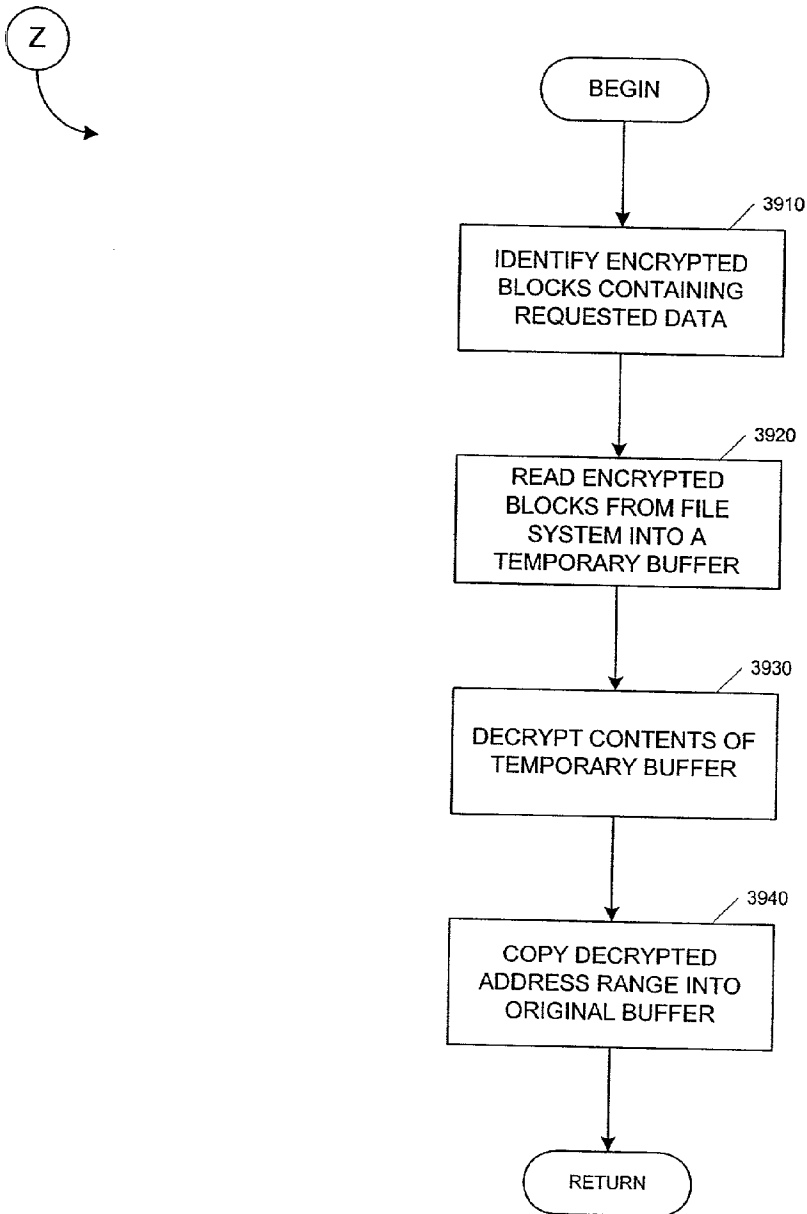 Z
BEGIN
3910
IDENTIFY ENCRYPTED
BLOCKS CONTAINING
REQUESTED DATA
3920
READ ENCRYPTED
BLOCKS FROM FILE
SYSTEM INTO A
TEMPORARY BUFFER
3930
DECRYPT CONTENTS OF
TEMPORARY BUFFER
3940
COPY DECRYPTED
ADDRESS RANGE INTO
ORIGINAL BUFFER
RETURN